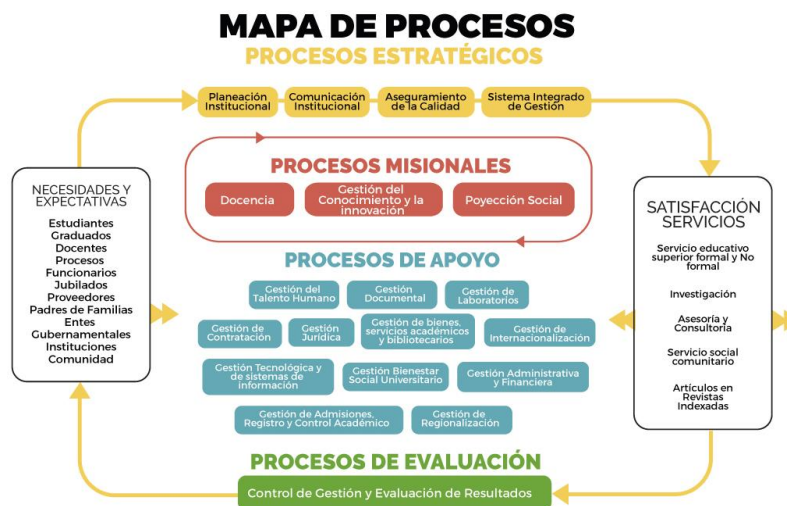 MAPA DE PROCESOS
PROCESOS ESTRATÉGICOS
Planeación
Institucional
Comunicación
Institucional
Aseguramiento
de la Calidad
Sistema Integrado
de Gestión
NECESIDADES Y
EXPECTATIVAS
Estudiantes
Graduados
Docentes
Procesos
Funcionarios
Jubilados
Proveedores
Padres de Familias
Entes
Gubernamentales
Instituciones
Comunidad
PROCESOS MISIONALES
Docencia
Gestión del
Conocimiento y la
innovación
Poyección Social
PROCESOS DE APOYO
Gestión del
Talento Humano
Gestión
Documental
Gestión de
Laboratorios
Gestión de
Contratación
Gestión
Jurídica
Gestión de bienes,
servicios académicos
y bibliotecarios
Gestión de
Internacionalización
Gestión Tecnológica y
de sistemas de
información
Gestión Bienestar
Social Universitario
Gestión Administrativa
y Financiera
Gestión de Admisiones,
Registro y Control Académico
Gestión de
Regionalización
SATISFACCIÓN
SERVICIOS
Servicio educativo
superior formal y No
formal
Investigación
Asesoría y
Consultoría
Servicio social
comunitario
Artículos en
Revistas
Indexadas
PROCESOS DE EVALUACIÓN
Control de Gestión y Evaluación de Resultados